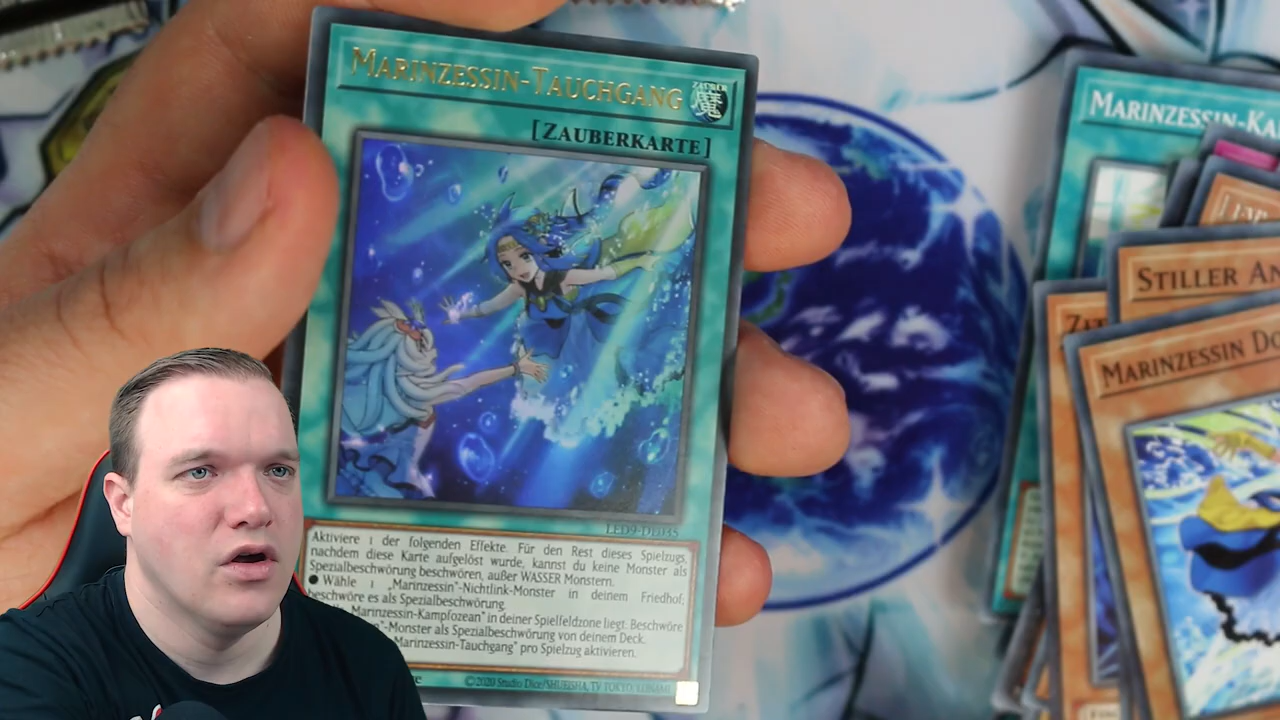 MARINZESSIN-TAUCHGANG
ZAUBER
魔
[ZAUBERKARTE]
LED9-DE035
Aktiviere 1 der folgenden Effekte. Für den Rest dieses Spielzugs,
nachdem diese Karte aufgelöst wurde, kannst du keine Monster als
Spezialbeschwörung beschwören, außer WASSER Monstern.
● Wähle 1 „Marinzessin"-Nichtlink-Monster in deinem Friedhof;
beschwöre es als Spezialbeschwörung.
Marinzessin-Kampfozean" in deiner Spielfeldzone liegt: Beschwöre
"-Monster als Spezialbeschwörung von deinem Deck.
Marinzessin-Tauchgang" pro Spielzug aktivieren.
©2020 Studio Dice/SHUEISHA, TV TOKYO, KONAMI
MARINZESSIN-KA
STILLER AN
MARINZESSIN DO